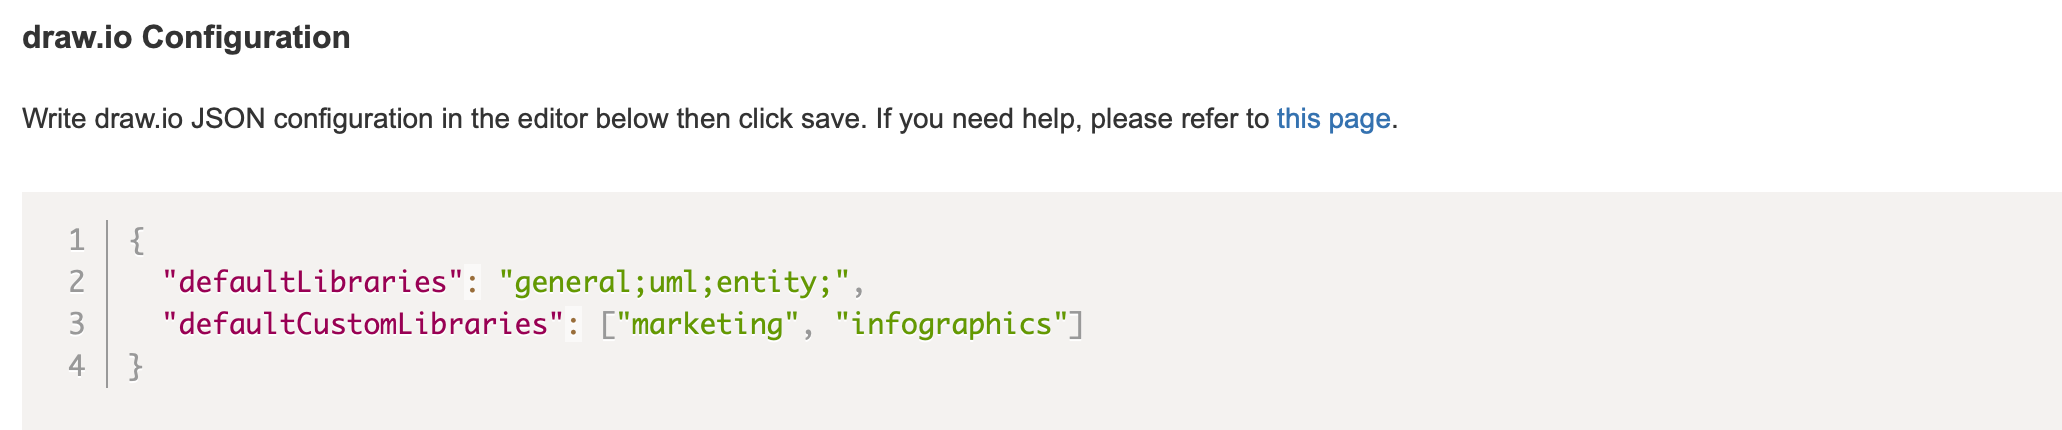 draw.io Configuration
Write draw.io JSON configuration in the editor below then click save. If you need help, please refer to this page.
1 {
2 "defaultLibraries": "general;uml;entity;",
3 "defaultCustomLibraries": ["marketing", "infographics"]
4 }